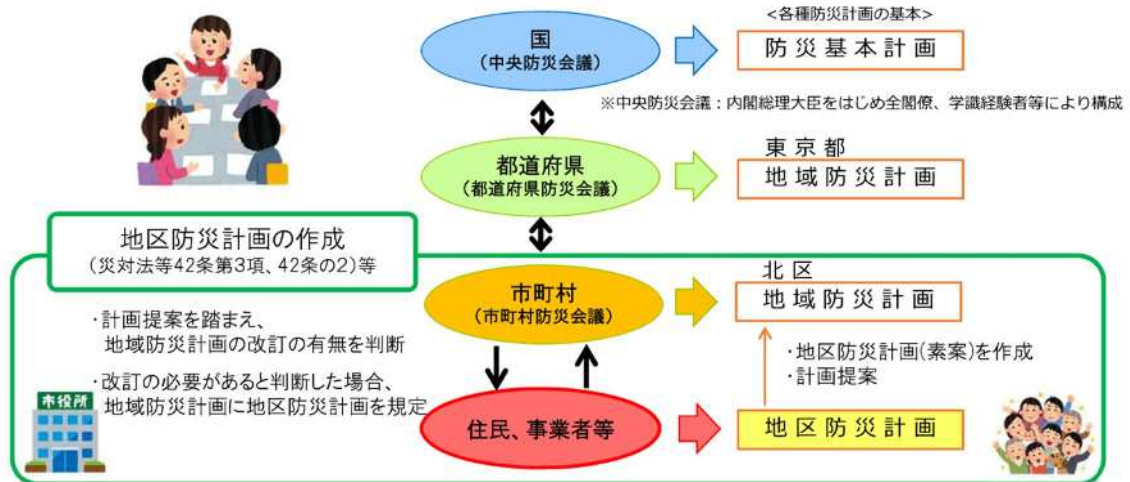 <各種防災計画の基本>
国
(中央防災会議)
防災基本計画
※中央防災会議：内閣総理大臣をはじめ全閣僚、学識経験者等により構成
都道府県
(都道府県防災会議)
東京都
地域防災計画
地区防災計画の作成
(災対法等42条第3項、42条の2)等
市町村
(市町村防災会議)
北区
地域防災計画
・計画提案を踏まえ、
地域防災計画の改訂の有無を判断
・改訂の必要があると判断した場合、
地域防災計画に地区防災計画を規定
・地区防災計画(素案)を作成
・計画提案
市役所
住民、事業者等
地区防災計画